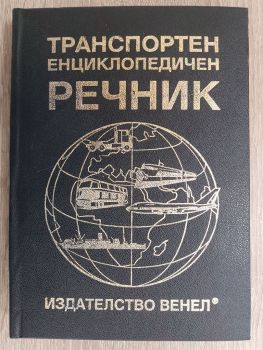 ТРАНСПОРТЕН
ЕНЦИКЛОПЕДИЧЕН
РЕЧНИК
ИЗДАТЕЛСТВО ВЕНЕЛ®